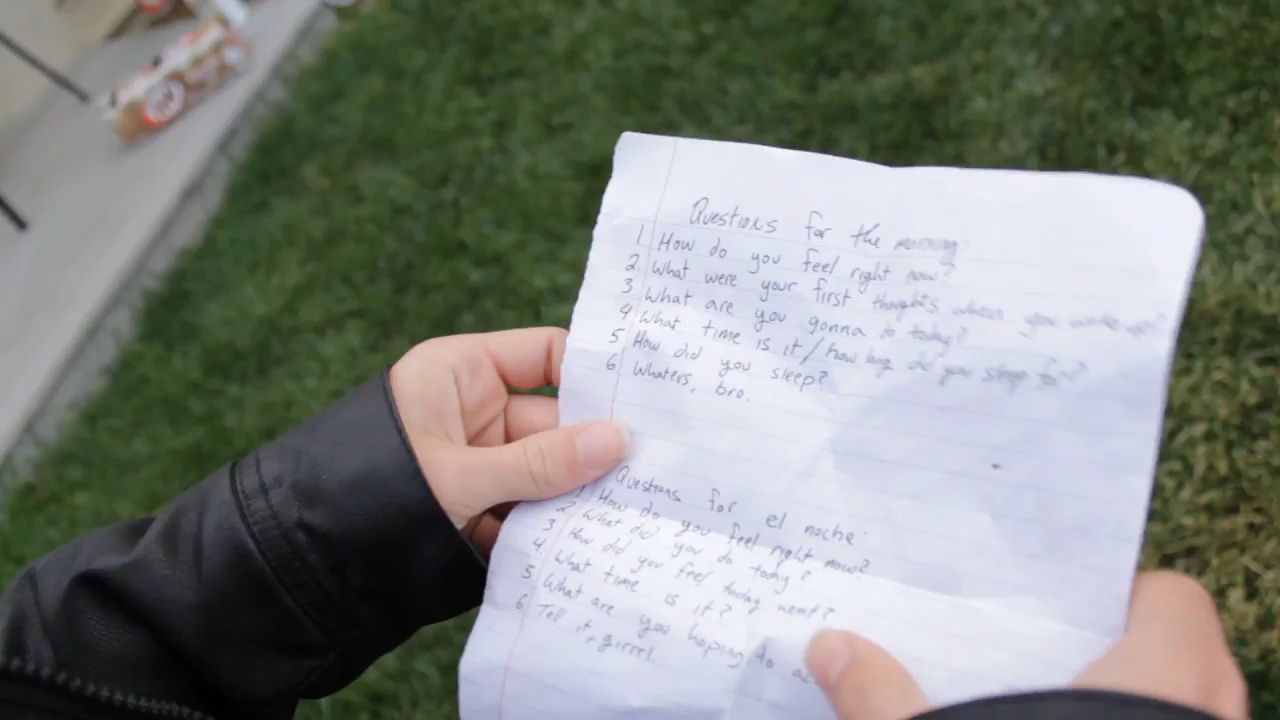 Questions for the morning:
1 How do you feel right now?
2. What were your first thoughts when you woke up?
3 What are you gonna to today?
4 What time is it / how long did you sleep for?
5. How did you sleep?
6 Whaters, bro.
Questions for el noche:
1 How do you feel right now?
2 What did you do today?
3. How did you feel today went?
4. What time is it?
5. What are you hoping to
6 Tell it, girrrl